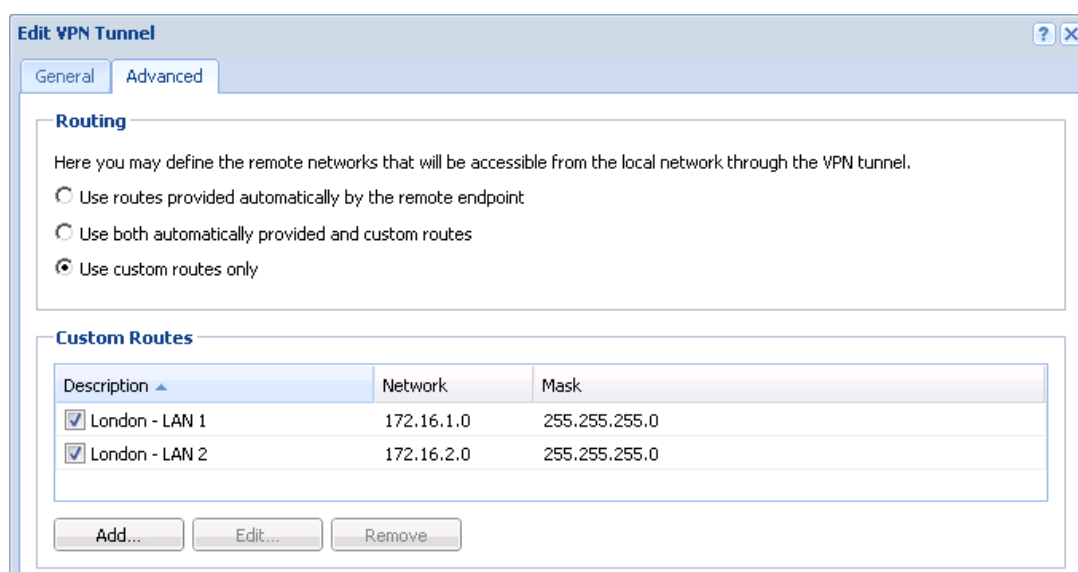 Edit VPN Tunnel
General Advanced
Routing
Here you may define the remote networks that will be accessible from the local network through the VPN tunnel.
Use routes provided automatically by the remote endpoint
Use both automatically provided and custom routes
Use custom routes only
Custom Routes
Description Network Mask
London - LAN 1 172.16.1.0 255.255.255.0
London - LAN 2 172.16.2.0 255.255.255.0
Add... Edit... Remove